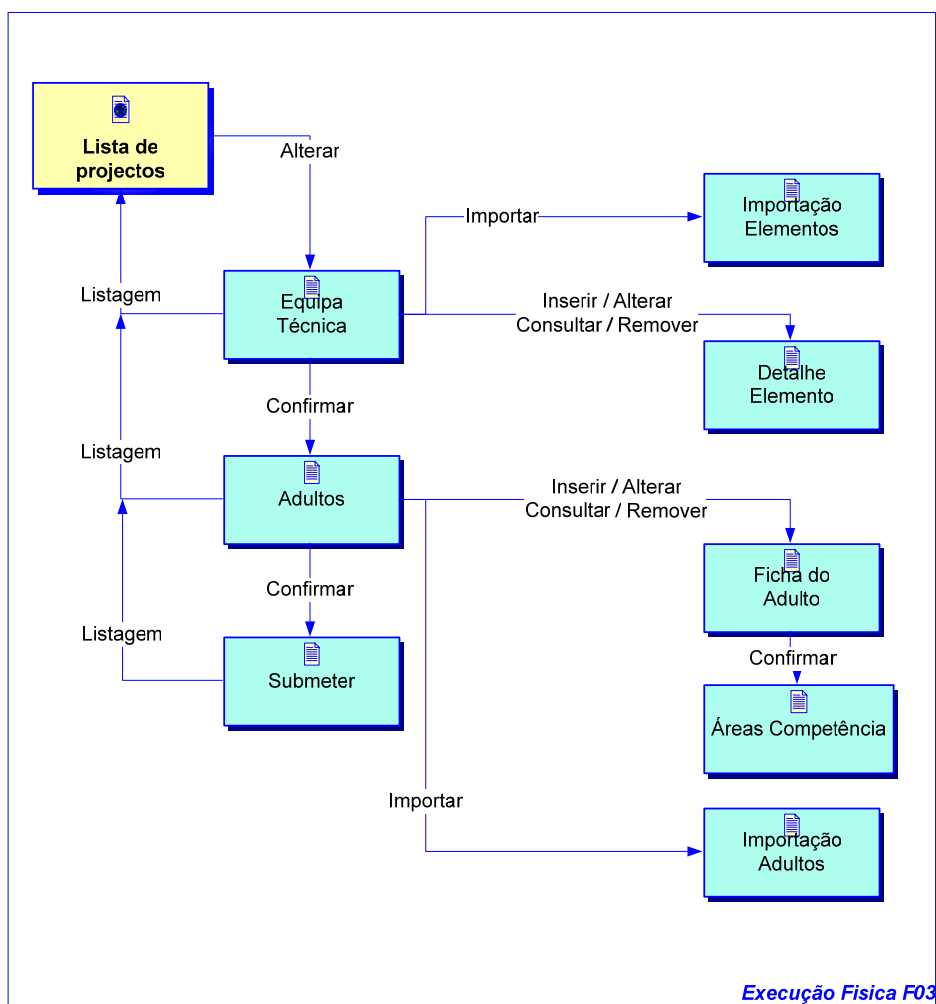 Lista de
projectos
Alterar
Importar
Importação
Elementos
Listagem
Equipa
Técnica
Inserir / Alterar
Consultar / Remover
Detalhe
Elemento
Confirmar
Listagem
Adultos
Inserir / Alterar
Consultar / Remover
Ficha do
Adulto
Confirmar
Listagem
Submeter
Confirmar
Áreas Competência
Importar
Importação
Adultos
Execução Fisica F03